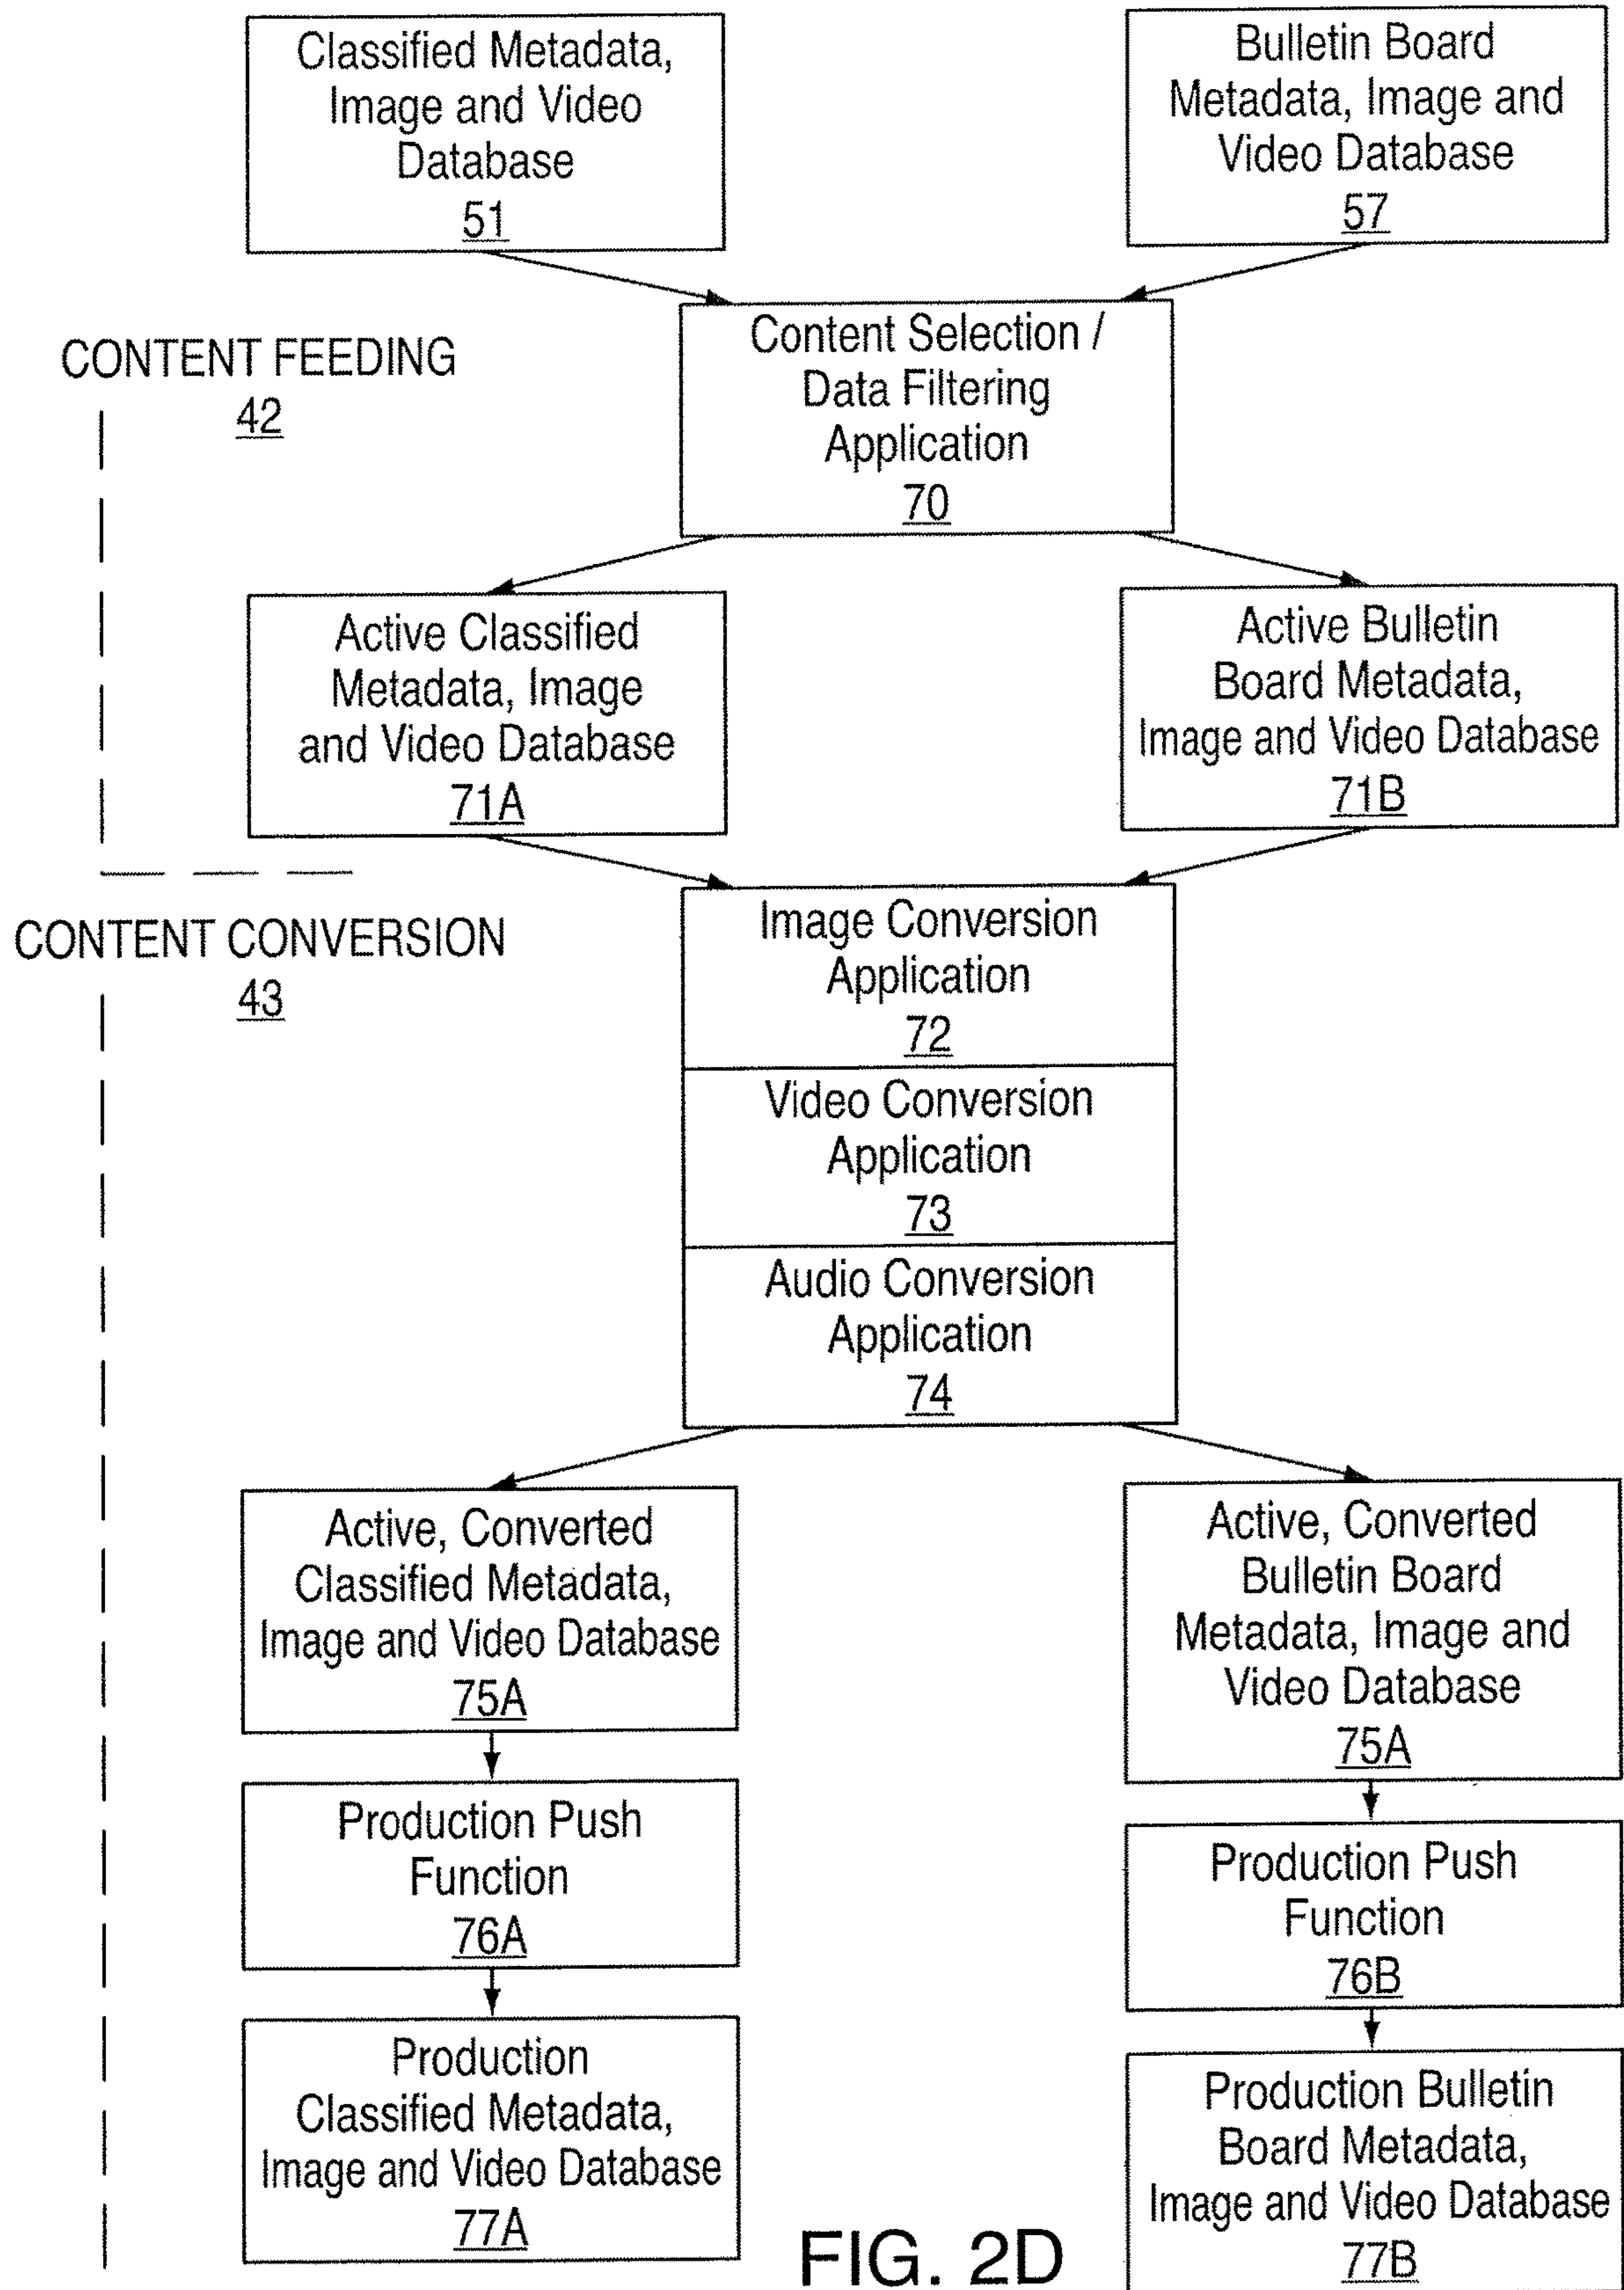 Classified Metadata,
Image and Video
Database
51
Bulletin Board
Metadata, Image and
Video Database
57
CONTENT FEEDING
42
Content Selection /
Data Filtering
Application
70
Active Classified
Metadata, Image
and Video Database
71A
Active Bulletin
Board Metadata,
Image and Video Database
71B
CONTENT CONVERSION
43
Image Conversion
Application
72
Video Conversion
Application
73
Audio Conversion
Application
74
Active, Converted
Classified Metadata,
Image and Video Database
75A
Active, Converted
Bulletin Board
Metadata, Image and
Video Database
75A
Production Push
Function
76A
Production Push
Function
76B
Production
Classified Metadata,
Image and Video Database
77A
Production Bulletin
Board Metadata,
Image and Video Database
77B
FIG. 2D